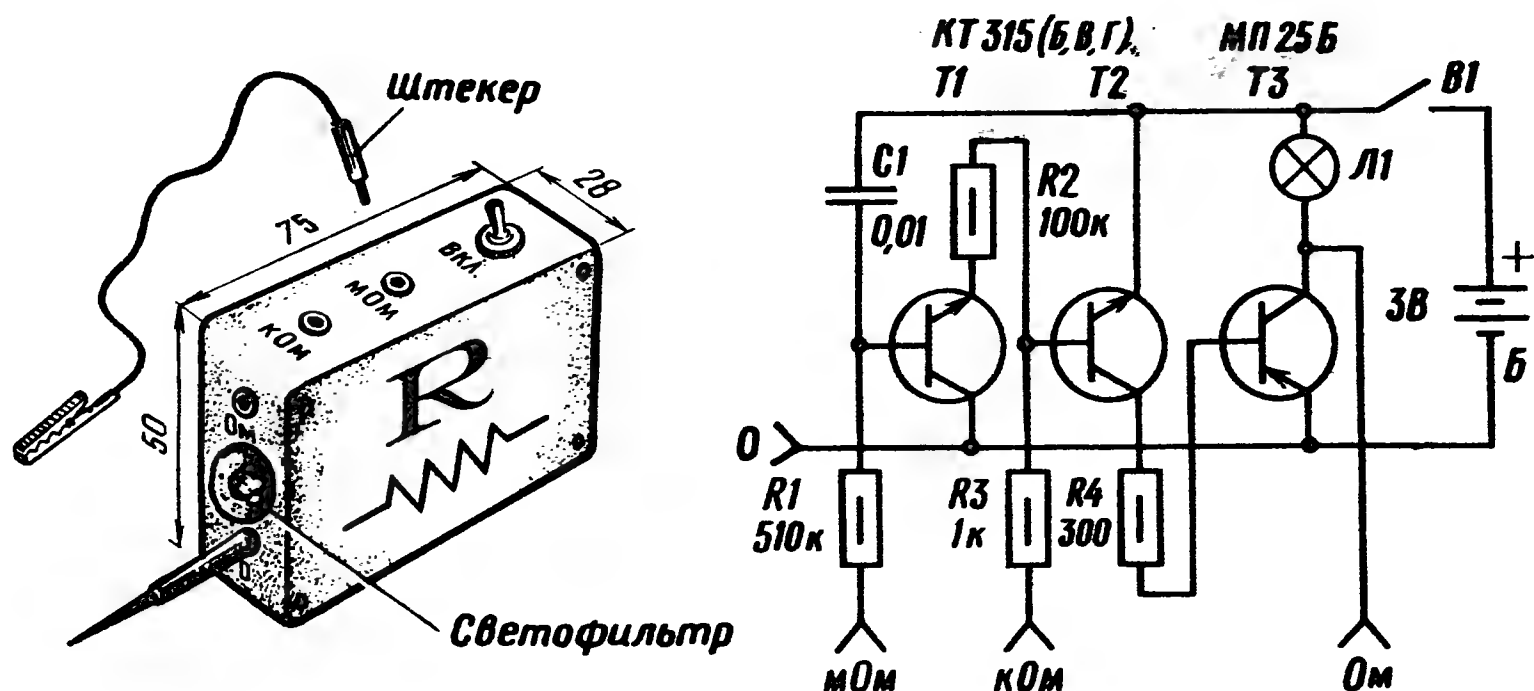 Штекер
75
28
50
ВКЛ.
МОМ
КОМ
Ом
0
R
Светофильтр
КТ315(Б,В,Г)
МП25Б
Т1
Т2
Т3
В1
С1
0,01
R2
100к
Л1
+
3В
Б
0
R1
510к
R3
1к
R4
300
мОм
кОм
Ом